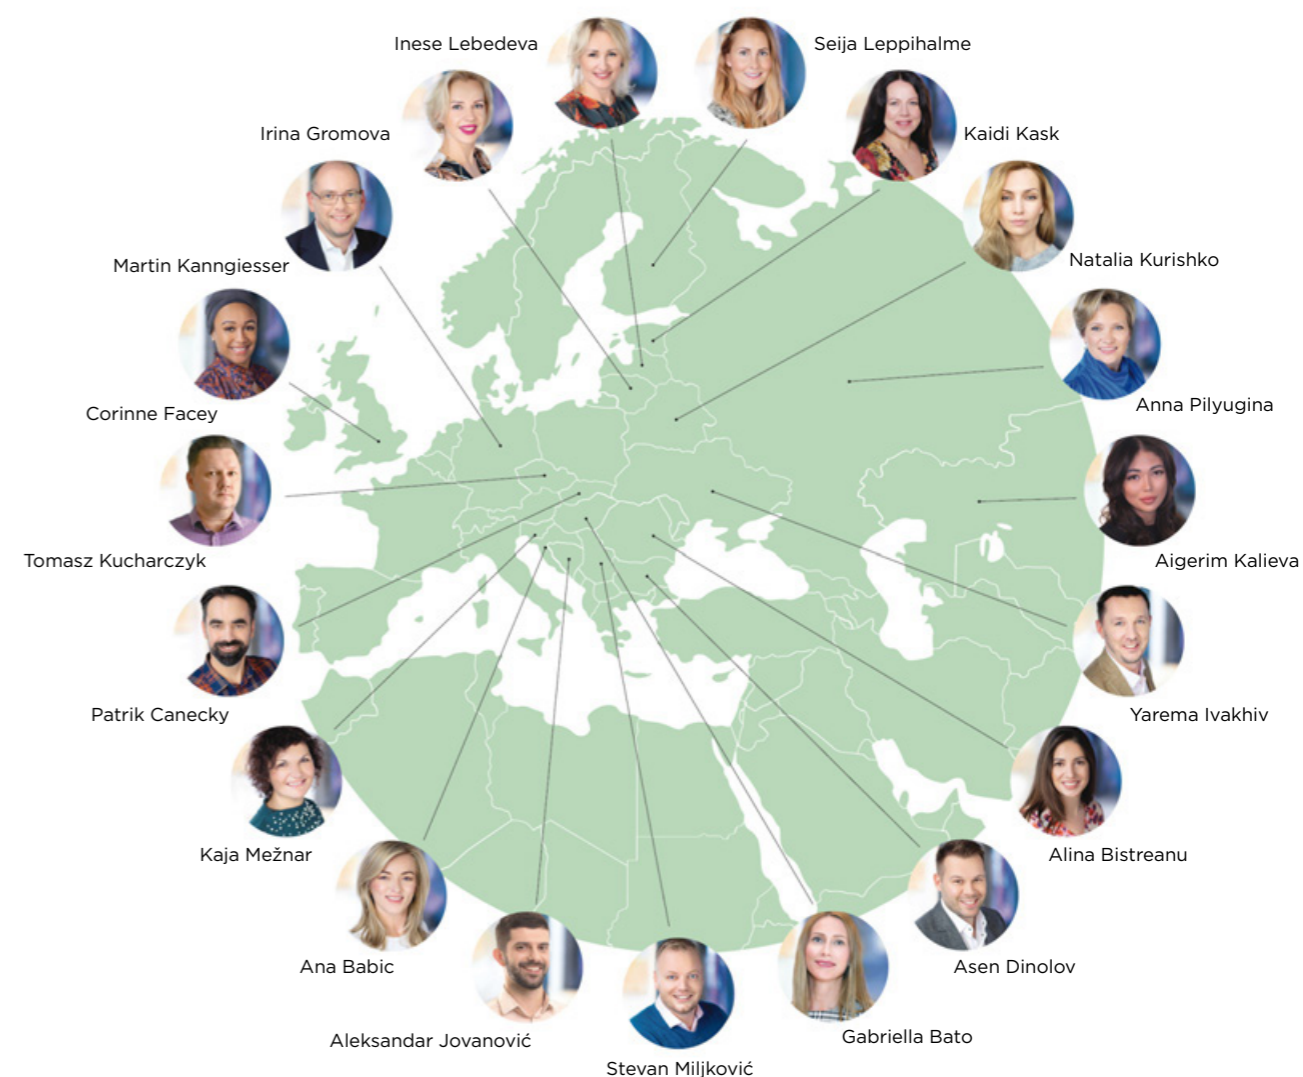 Inese Lebedeva
Seija Leppihalme
Irina Gromova
Kaidi Kask
Martin Kanngiesser
Natalia Kurishko
Corinne Facey
Anna Pilyugina
Tomasz Kucharczyk
Aigerim Kalieva
Patrik Canecky
Yarema Ivakhiv
Kaja Mežnar
Alina Bistreanu
Ana Babic
Asen Dinolov
Aleksandar Jovanović
Gabriella Bato
Stevan Miljković